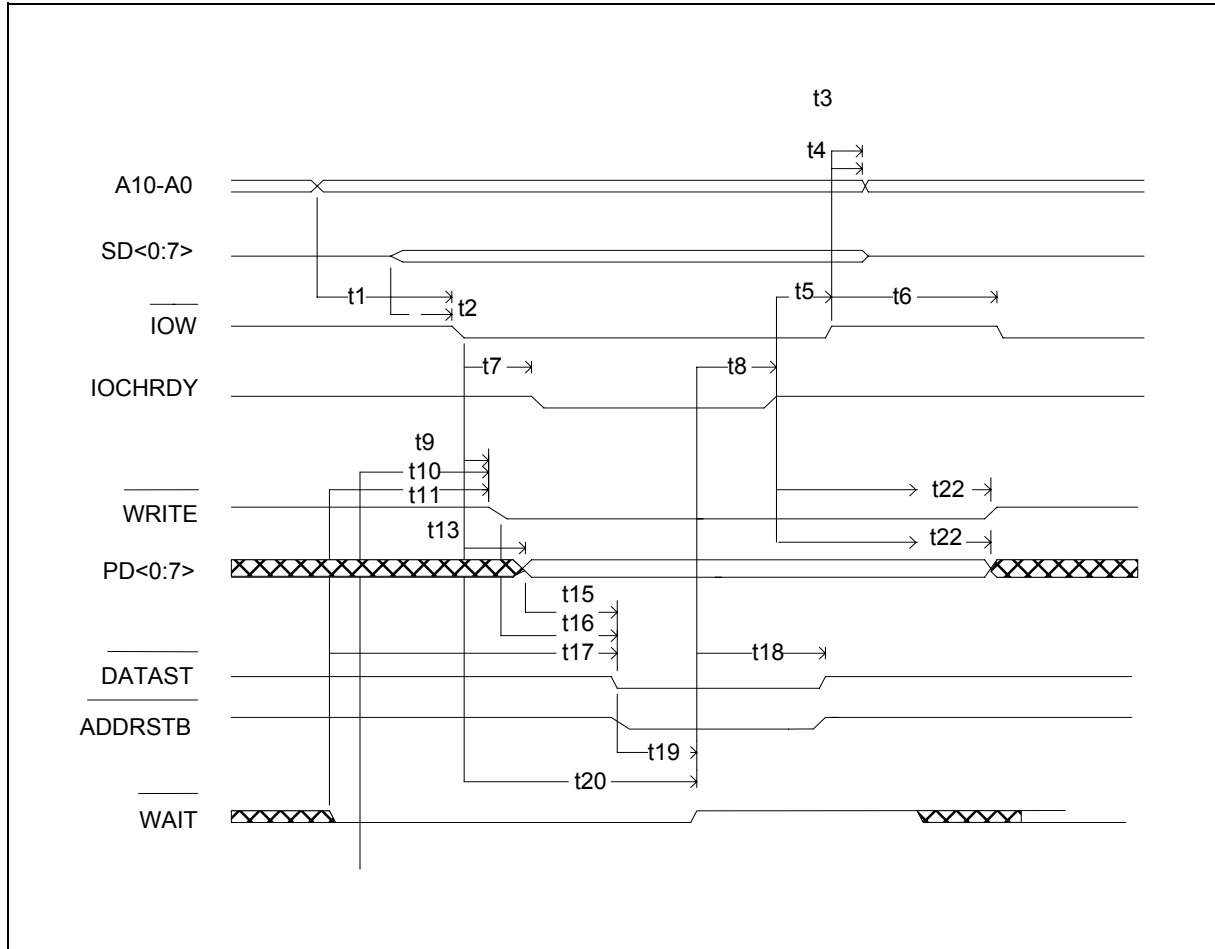 t3
t4
A10-A0
SD<0:7>
t1
t2
t5
t6
IOW
t7
t8
IOCHRDY
t9
t10
t11
t22
WRITE
t13
t22
PD<0:7>
t15
t16
t17
t18
DATAST
ADDRSTB
t19
t20
WAIT